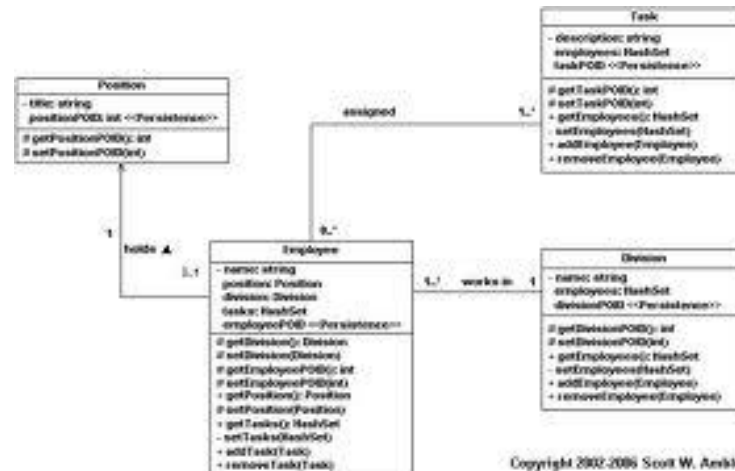 Task
- description: string
employees: HashSet
taskPOID <<Persistence>>
# getTaskPOID(): int
# setTaskPOID(int)
+ getEmployees(): HashSet
- setEmployees(HashSet)
+ addEmployee(Employee)
+ removeEmployee(Employee)
Position
- title: string
positionPOID: int <<Persistence>>
# getPositionPOID(): int
# setPositionPOID(int)
assigned
1..*
0..*
1
holds
0..1
Employee
- name: string
position: Position
division: Division
tasks: HashSet
employeePOID <<Persistence>>
# getDivision(): Division
# setDivision(Division)
# getEmployeePOID(): int
# setEmployeePOID(int)
+ getPosition(): Position
# setPosition(Position)
+ getTasks(): HashSet
- setTasks(HashSet)
+ addTask(Task)
+ removeTask(Task)
1..*
works in
1
Division
- name: string
employees: HashSet
divisionPOID <<Persistence>>
# getDivisionPOID(): int
# setDivisionPOID(int)
+ getEmployees(): HashSet
- setEmployees(HashSet)
+ addEmployee(Employee)
+ removeEmployee(Employee)
Copyright 2002-2006 Scott W.